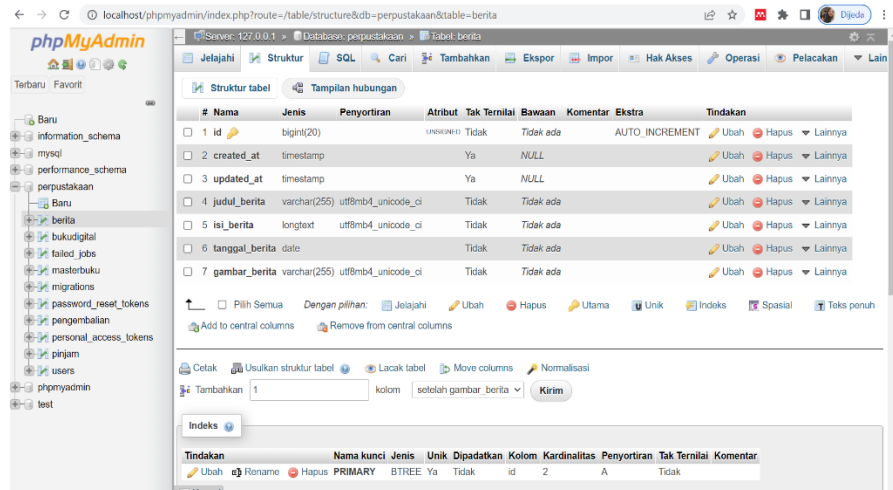 localhost/phpmyadmin/index.php?route=/table/structure&db=perpustakaan&table=berita
Dijeda
phpMyAdmin
Terbaru Favorit
Baru
information_schema
mysql
performance_schema
perpustakaan
Baru
berita
bukudigital
failed_jobs
masterbuku
migrations
password_reset_tokens
pengembalian
personal_access_tokens
pinjam
users
phpmyadmin
test
Server: 127.0.0.1 » Database: perpustakaan » Tabel: berita
Jelajahi Struktur SQL Cari Tambahkan Ekspor Impor Hak Akses Operasi Pelacakan Lain
Struktur tabel Tampilan hubungan
# Nama Jenis Penyortiran Atribut Tak Ternilai Bawaan Komentar Ekstra Tindakan
1 id bigint(20) UNSIGNED Tidak Tidak ada AUTO_INCREMENT Ubah Hapus Lainnya
2 created_at timestamp Ya NULL Ubah Hapus Lainnya
3 updated_at timestamp Ya NULL Ubah Hapus Lainnya
4 judul_berita varchar(255) utf8mb4_unicode_ci Tidak Tidak ada Ubah Hapus Lainnya
5 isi_berita longtext utf8mb4_unicode_ci Tidak Tidak ada Ubah Hapus Lainnya
6 tanggal_berita date Tidak Tidak ada Ubah Hapus Lainnya
7 gambar_berita varchar(255) utf8mb4_unicode_ci Tidak Tidak ada Ubah Hapus Lainnya
Pilih Semua Dengan pilihan: Jelajahi Ubah Hapus Utama Unik Indeks Spasial Teks penuh
Add to central columns Remove from central columns
Cetak Usulkan struktur tabel Lacak tabel Move columns Normalisasi
Tambahkan 1 kolom setelah gambar_berita Kirim
Indeks
Tindakan Nama kunci Jenis Unik Dipadatkan Kolom Kardinalitas Penyortiran Tak Ternilai Komentar
Ubah Rename Hapus PRIMARY BTREE Ya Tidak id 2 A Tidak